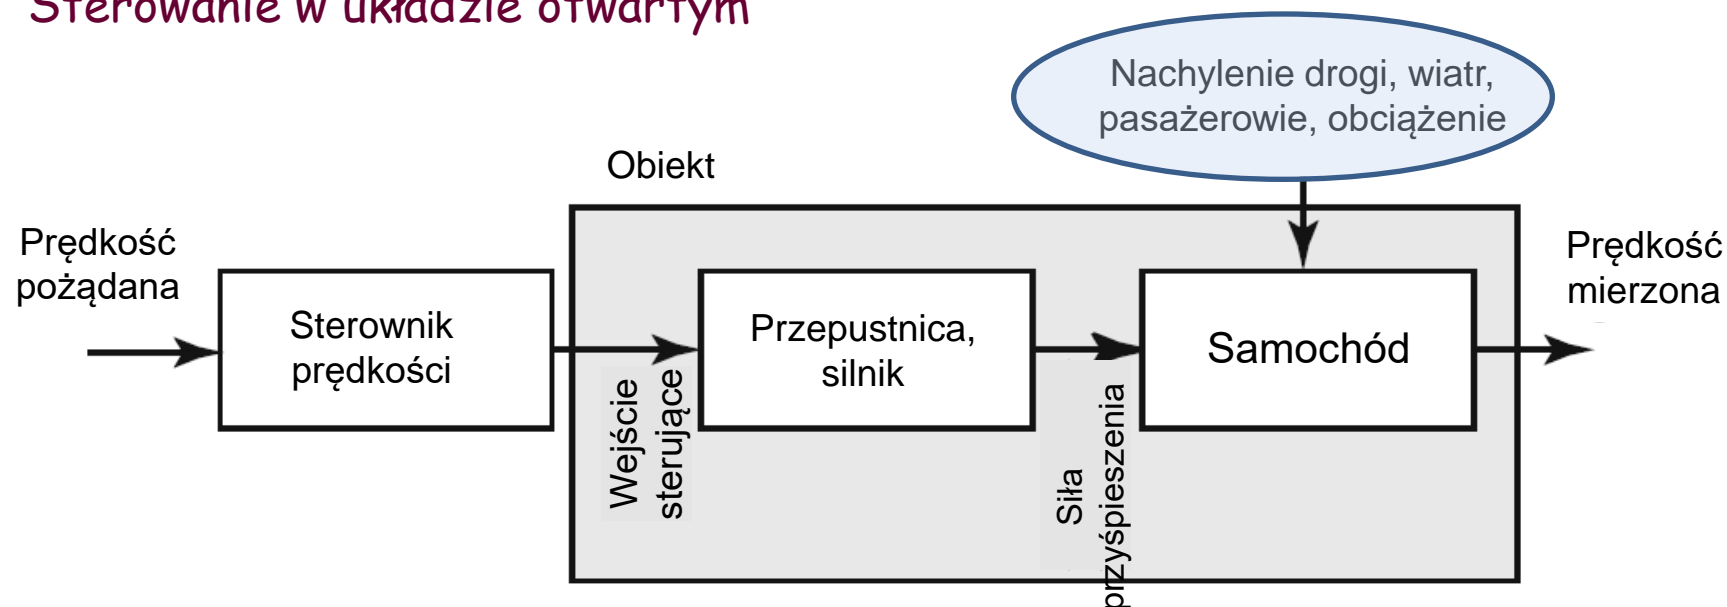 Sterowanie w układzie otwartym
Nachylenie drogi, wiatr,
pasażerowie, obciążenie
Obiekt
Prędkość
pożądana
Sterownik
prędkości
Wejście
sterujące
Przepustnica,
silnik
Siła
przyśpieszenia
Samochód
Prędkość
mierzona